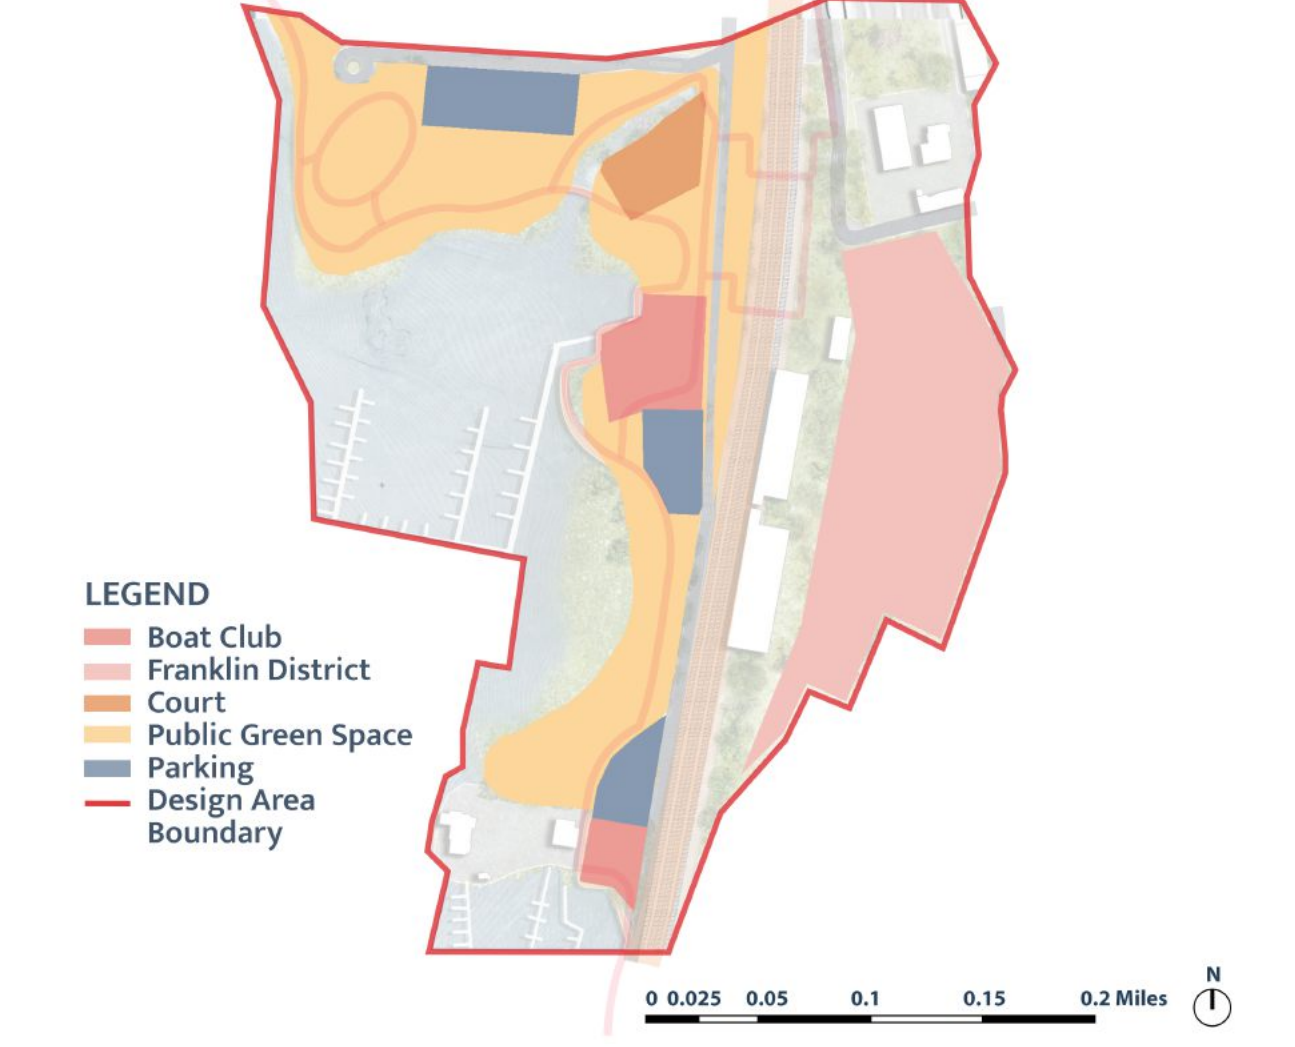 LEGEND
Boat Club
Franklin District
Court
Public Green Space
Parking
Design Area
Boundary
N
0 0.025 0.05 0.1 0.15 0.2 Miles